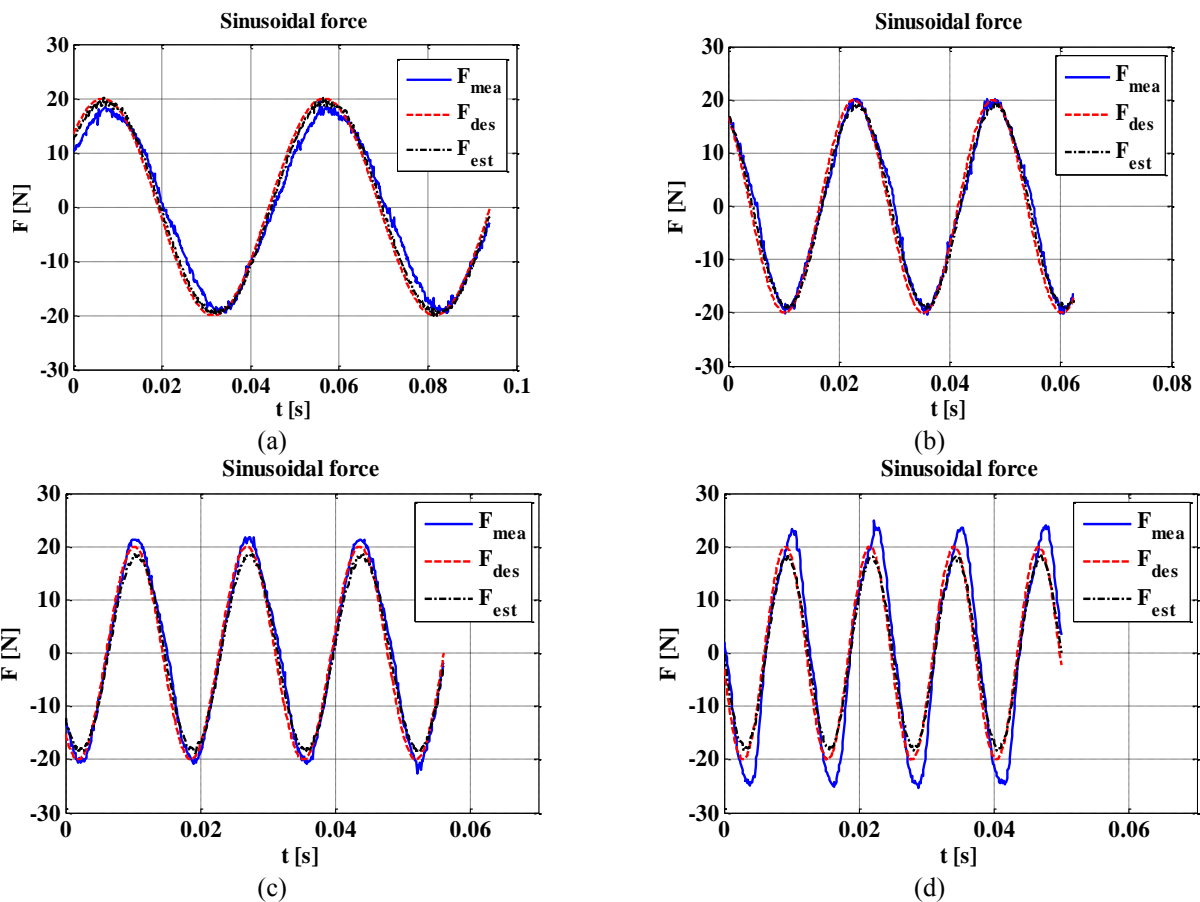 Sinusoidal force
30
20
10
0
-10
-20
-30
F [N]
0
0.02
0.04
0.06
0.08
0.1
t [s]
F_mea
F_des
F_est
(a)
Sinusoidal force
30
20
10
0
-10
-20
-30
F [N]
0
0.02
0.04
0.06
0.08
t [s]
F_mea
F_des
F_est
(b)
Sinusoidal force
30
20
10
0
-10
-20
-30
F [N]
0
0.02
0.04
0.06
t [s]
F_mea
F_des
F_est
(c)
Sinusoidal force
30
20
10
0
-10
-20
-30
F [N]
0
0.02
0.04
0.06
t [s]
F_mea
F_des
F_est
(d)